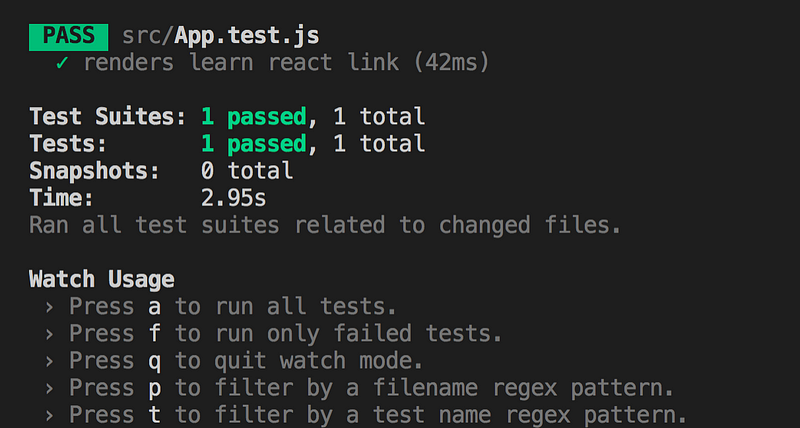 PASS src/App.test.js
✓ renders learn react link (42ms)
Test Suites: 1 passed, 1 total
Tests: 1 passed, 1 total
Snapshots: 0 total
Time: 2.95s
Ran all test suites related to changed files.
Watch Usage
› Press a to run all tests.
› Press f to run only failed tests.
› Press q to quit watch mode.
› Press p to filter by a filename regex pattern.
› Press t to filter by a test name regex pattern.